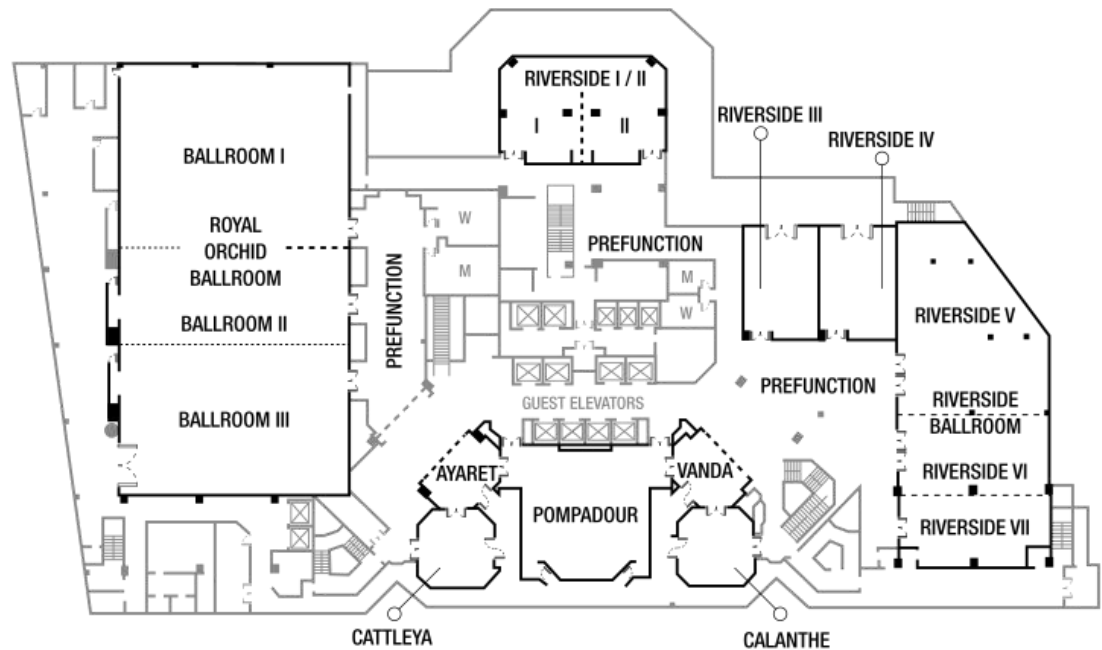 RIVERSIDE I / II
I
II
RIVERSIDE III
RIVERSIDE IV
BALLROOM I
ROYAL
ORCHID
BALLROOM
BALLROOM II
BALLROOM III
PREFUNCTION
W
M
PREFUNCTION
M
W
RIVERSIDE V
PREFUNCTION
RIVERSIDE
BALLROOM
RIVERSIDE VI
RIVERSIDE VII
GUEST ELEVATORS
AYARET
VANDA
POMPADOUR
CATTLEYA
CALANTHE